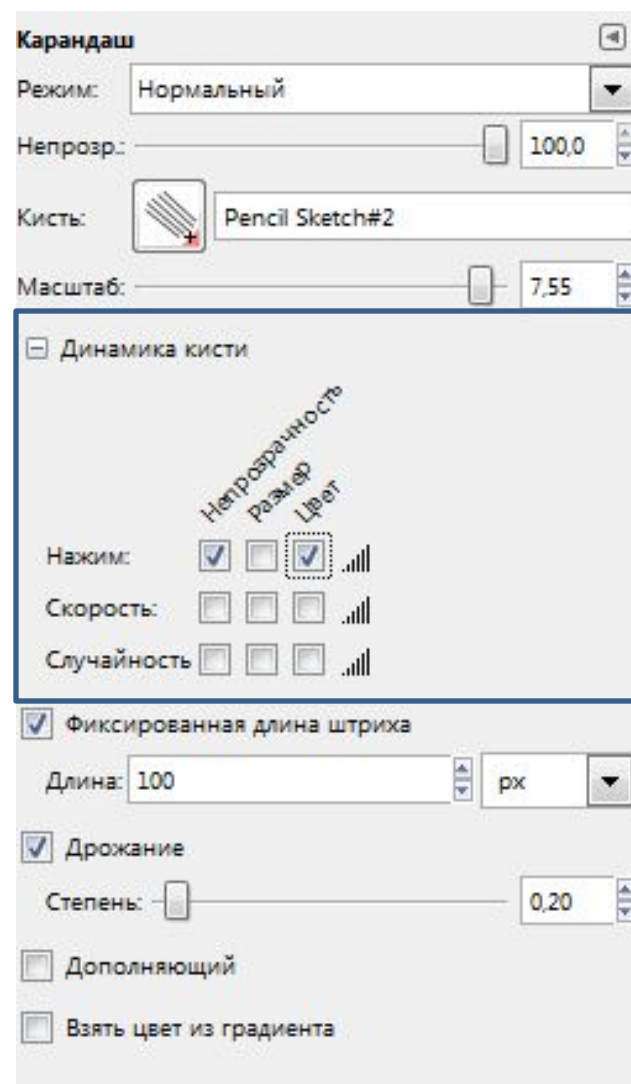 Карандаш
Режим: Нормальный
Непрозр.: 100,0
Кисть: Pencil Sketch#2
Масштаб: 7,55
Динамика кисти
Непрозрачность Размер Цвет
Нажим:
Скорость:
Случайность
Фиксированная длина штриха
Длина: 100 px
Дрожание
Степень: 0,20
Дополняющий
Взять цвет из градиента